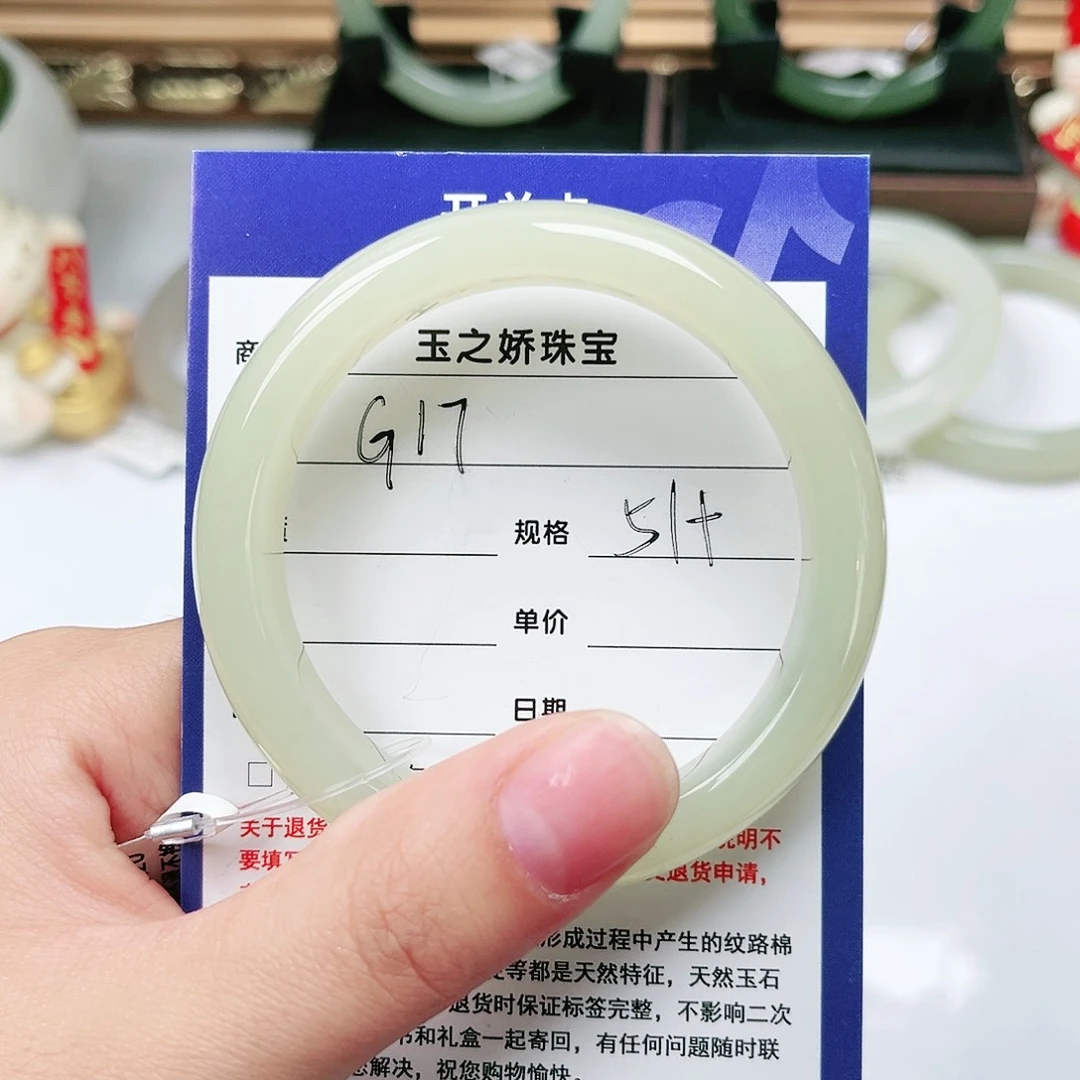 商
玉之娇珠宝
G17
规格 51+
单价
日期
关于退货 说明不
要填写 退货申请,
形成过程中产生的纹路棉
等都是天然特征,天然玉石
退货时保证标签完整,不影响二次
书和礼盒一起寄回,有任何问题随时联
您解决,祝您购物愉快。